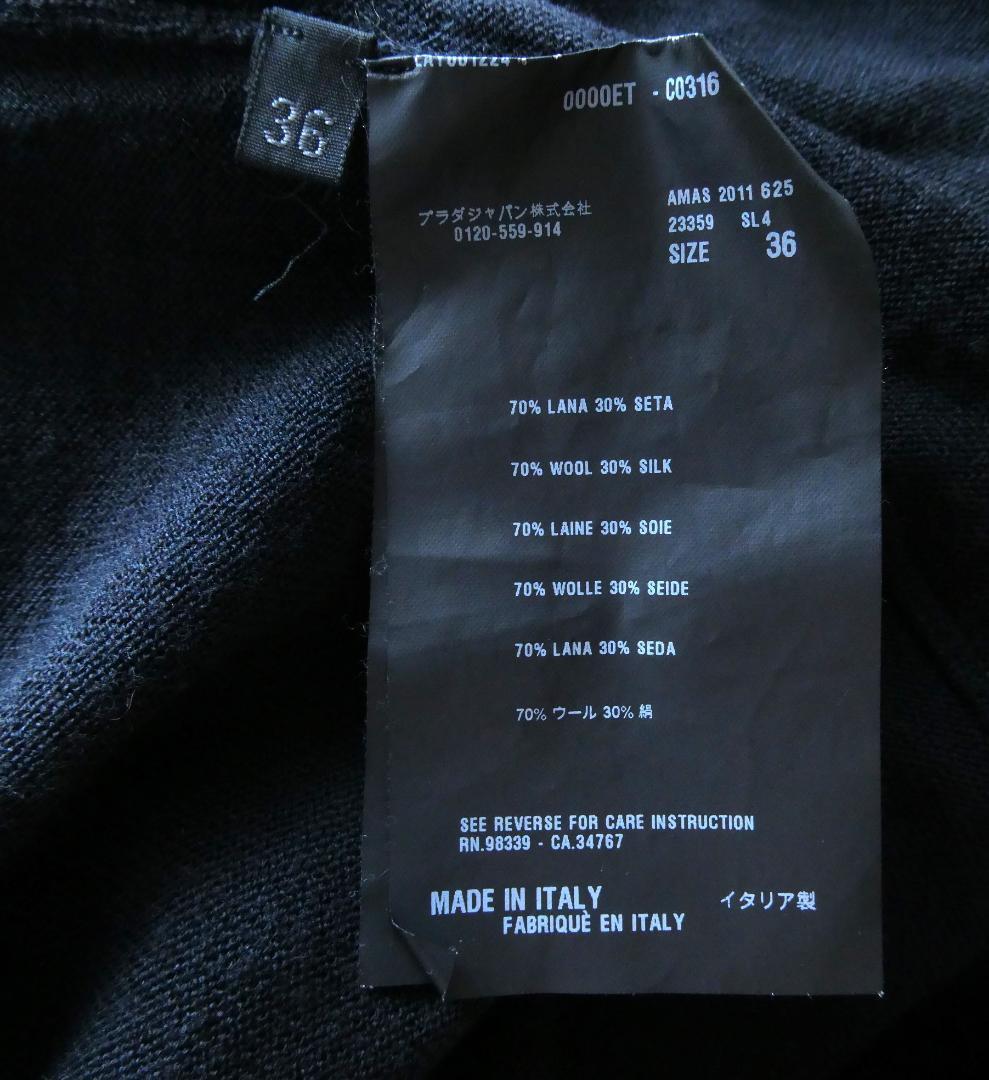 36
0000ET - C0316
プラダジャパン株式会社
0120-559-914
AMAS 2011 625
23359 SL4
SIZE 36
70% LANA 30% SETA
70% WOOL 30% SILK
70% LAINE 30% SOIE
70% WOLLE 30% SEIDE
70% LANA 30% SEDA
70% ウール 30% 絹
SEE REVERSE FOR CARE INSTRUCTION
RN.98339 - CA.34767
MADE IN ITALY
FABRIQUÈ EN ITALY
イタリア製